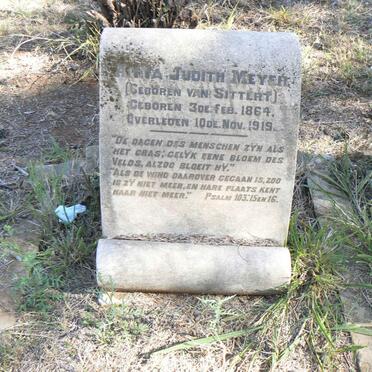 JUDITH MEYER
(GEBOREN VAN SITTERT)
GEBOREN 3DE FEB. 1864.
OVERLEDEN 10DE NOV. 1919.
"DE DAGEN DES MENSCHEN ZYN ALS
HET GRAS; GELYK EENE BLOEM DES
VELDS, ALZOO BLOEIT HY."
"ALS DE WIND DAAROVER GEGAAN IS, ZOO
IS ZY NIET MEER, EN HARE PLAATS KENT
HAAR NIET MEER." PSALM 103.15 EN 16.